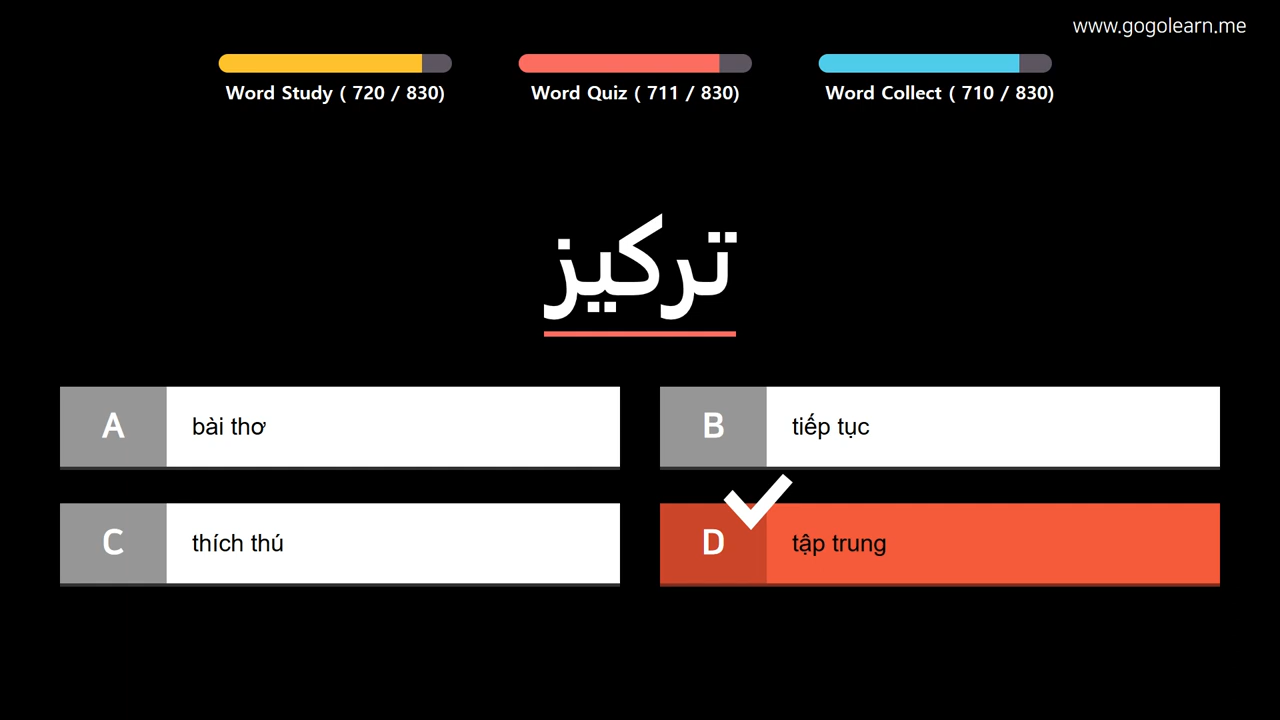 www.gogolearn.me
Word Study ( 720 / 830)
Word Quiz ( 711 / 830)
Word Collect ( 710 / 830)
تركيز
A bài thơ
B tiếp tục
C thích thú
D tập trung